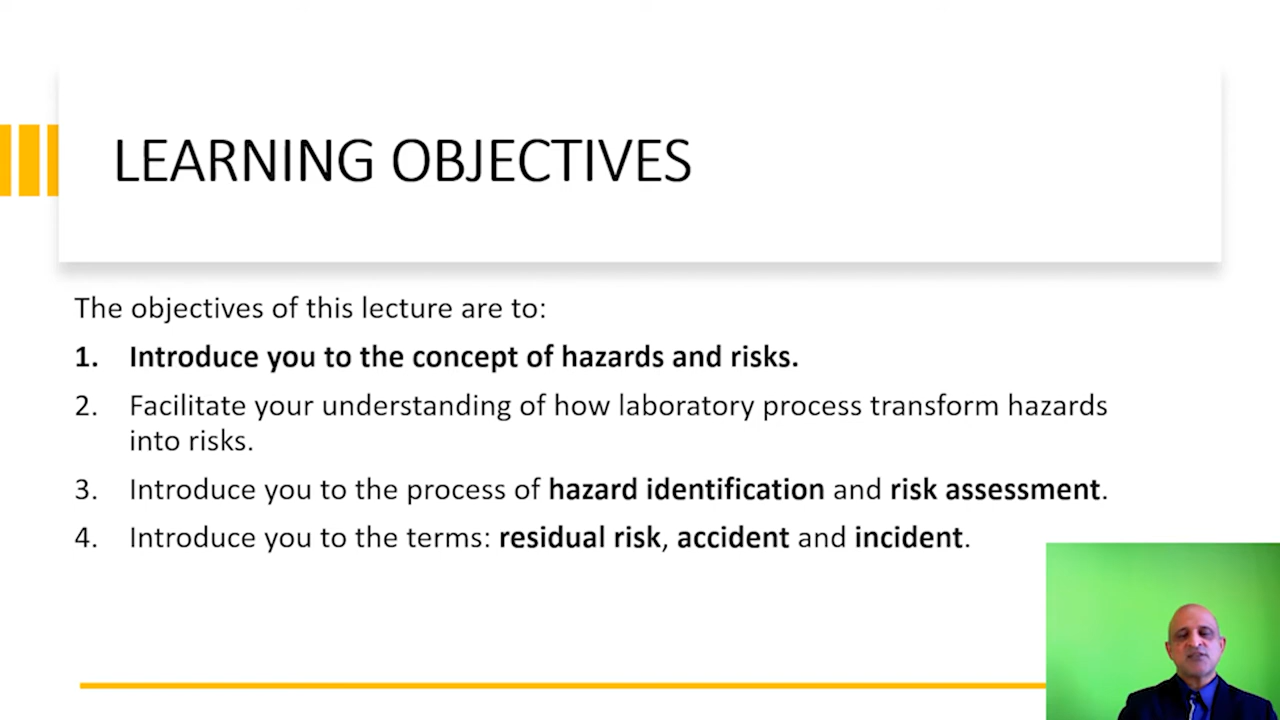 LEARNING OBJECTIVES
The objectives of this lecture are to:
1. Introduce you to the concept of hazards and risks.
2. Facilitate your understanding of how laboratory process transform hazards
into risks.
3. Introduce you to the process of hazard identification and risk assessment.
4. Introduce you to the terms: residual risk, accident and incident.